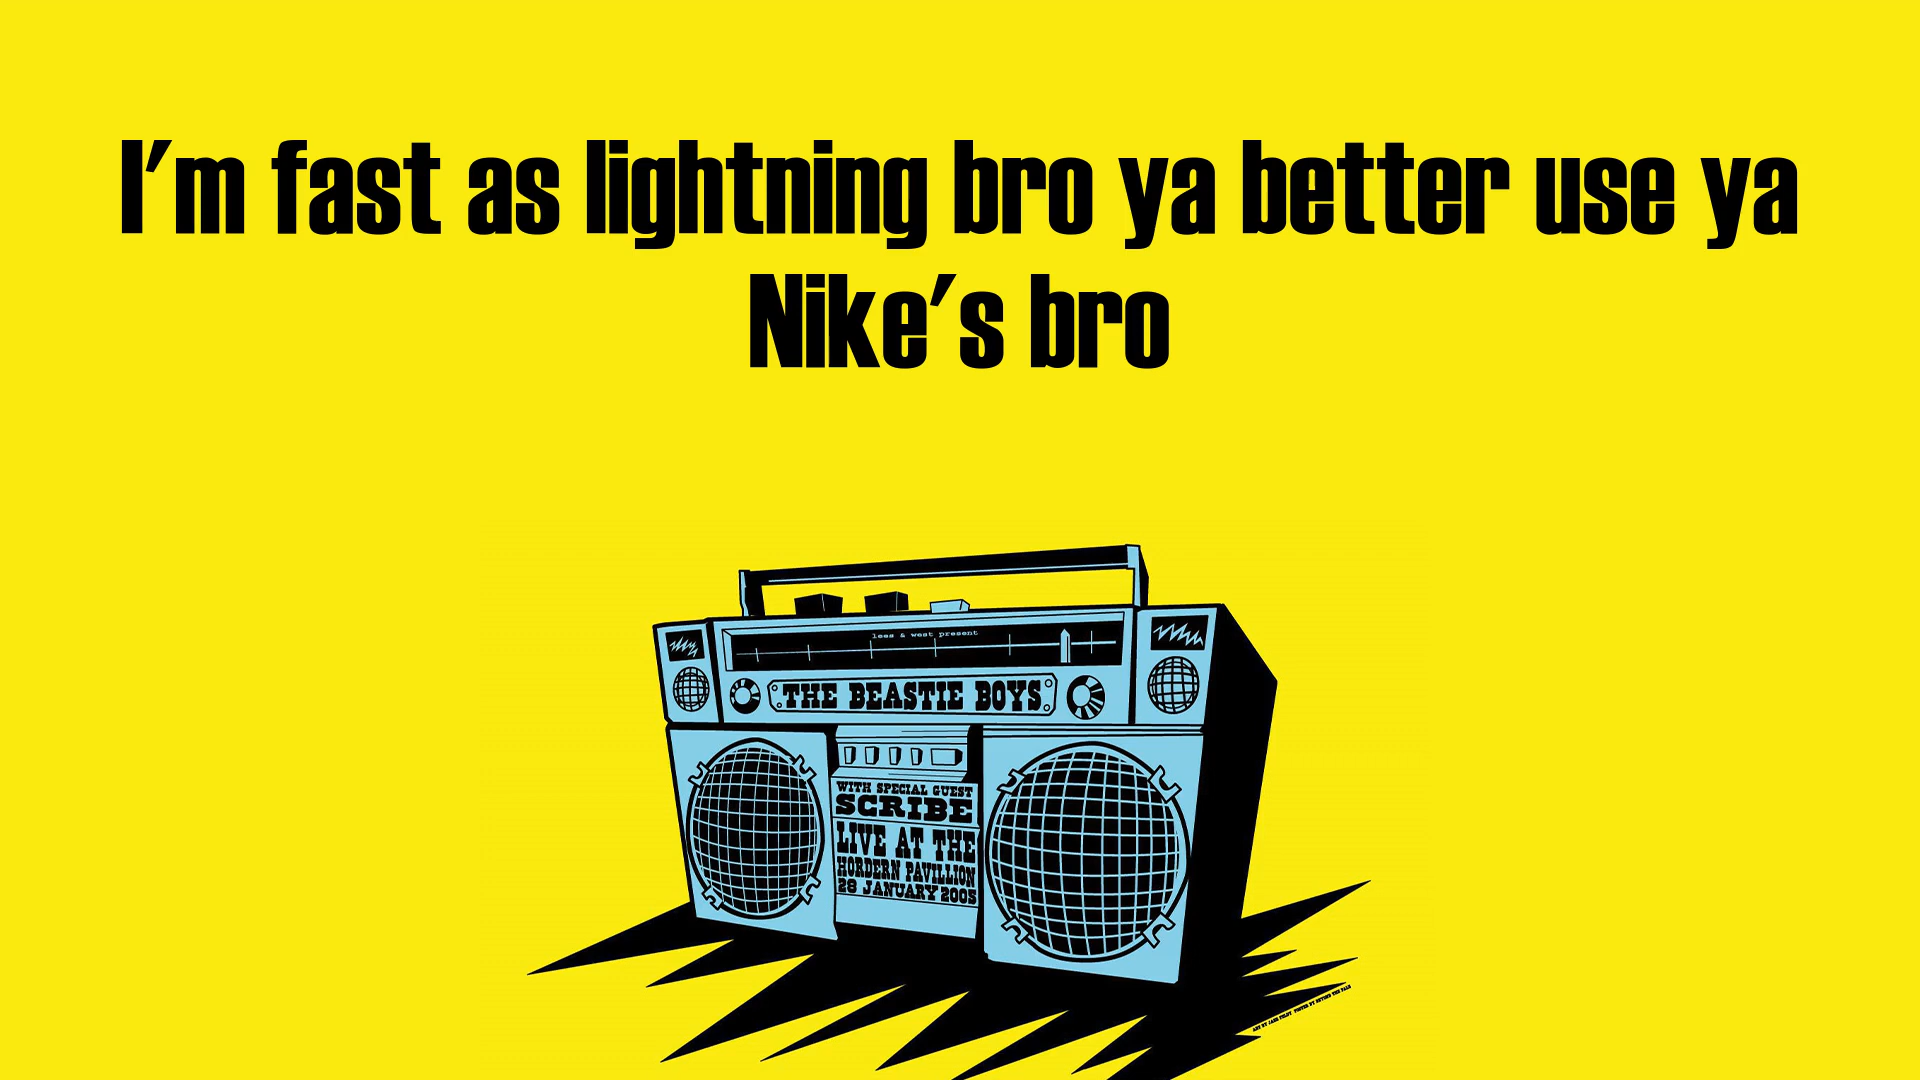 I'm fast as lightning bro ya better use ya
Nike's bro
lees & west present
THE BEASTIE BOYS
WITH SPECIAL GUEST
SCRIBE
LIVE AT THE
HORDERN PAVILLION
28 JANUARY 2005